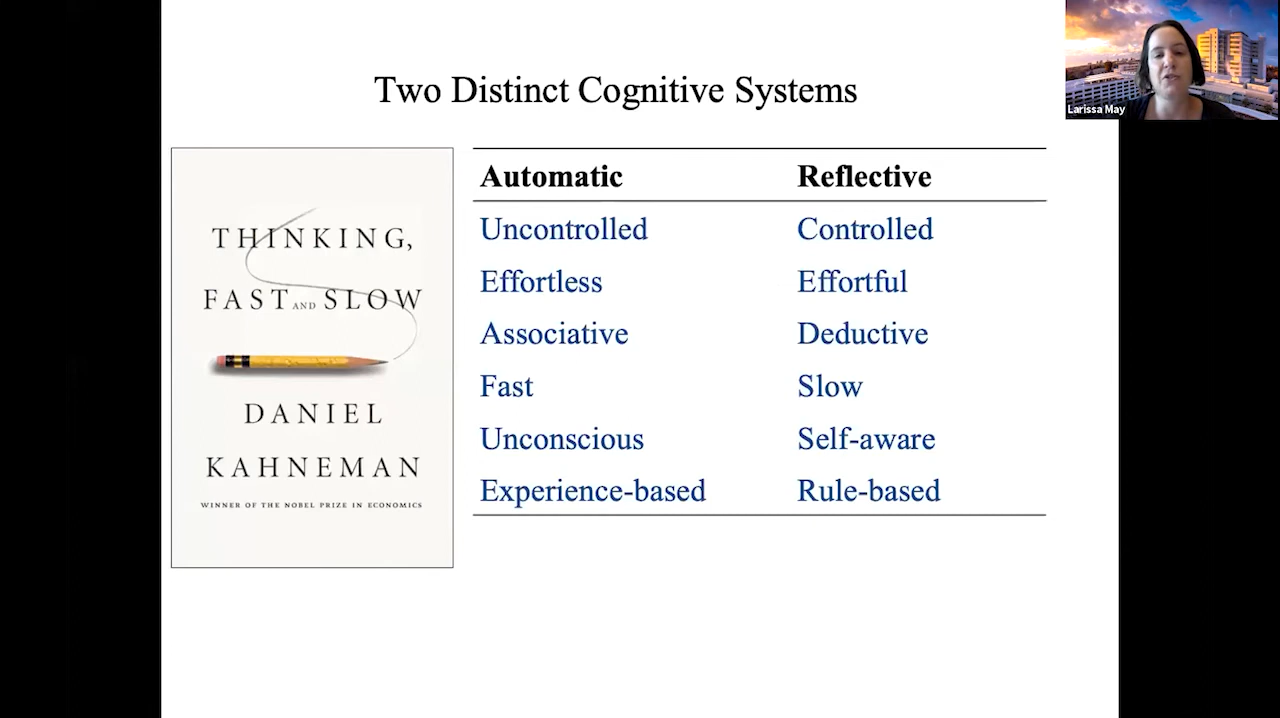 Two Distinct Cognitive Systems
Larissa May
THINKING,
FAST AND SLOW
DANIEL
KAHNEMAN
WINNER OF THE NOBEL PRIZE IN ECONOMICS
Automatic Reflective
Uncontrolled Controlled
Effortless Effortful
Associative Deductive
Fast Slow
Unconscious Self-aware
Experience-based Rule-based